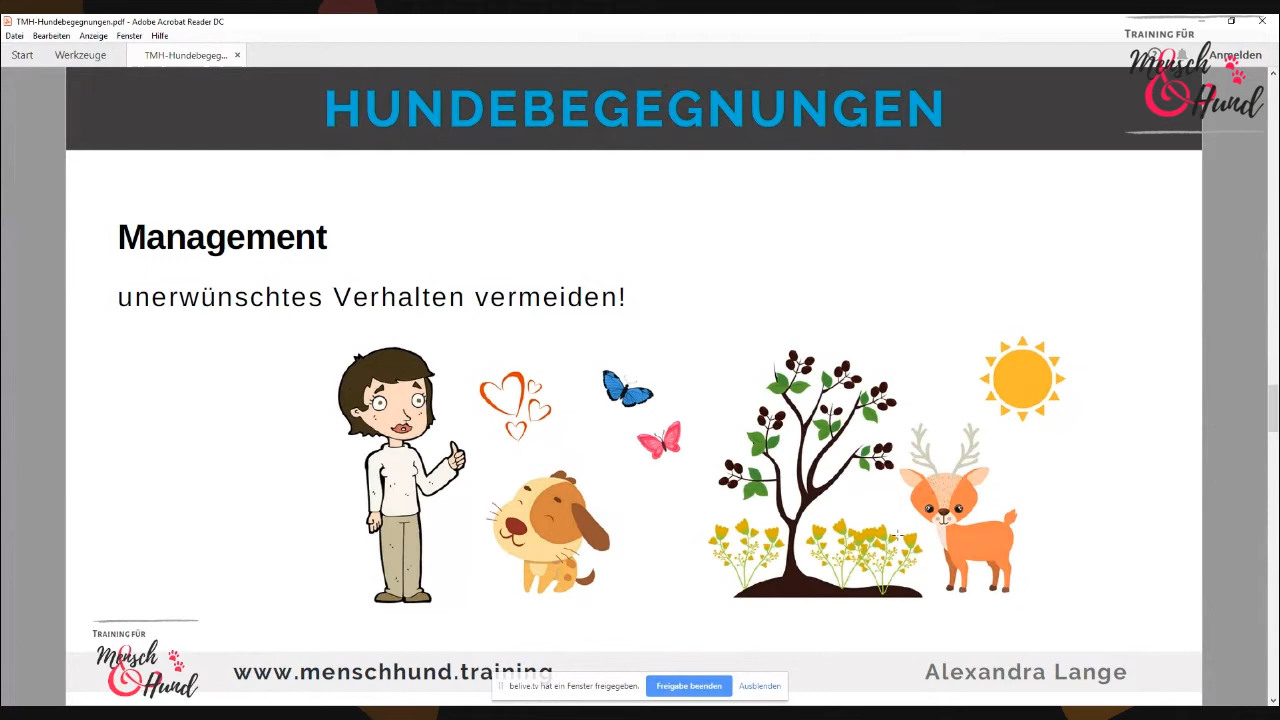 TMH-Hundebegegnungen.pdf - Adobe Acrobat Reader DC
Datei Bearbeiten Anzeige Fenster Hilfe
Start Werkzeuge TMH-Hundebegeg... × Anmelden
TRAINING FÜR
Mensch
& Hund
HUNDEBEGEGNUNGEN
Management
unerwünschtes Verhalten vermeiden!
TRAINING FÜR
Mensch
& Hund
www.menschhund.training
Alexandra Lange
belive.tv hat ein Fenster freigegeben. Freigabe beenden Ausblenden